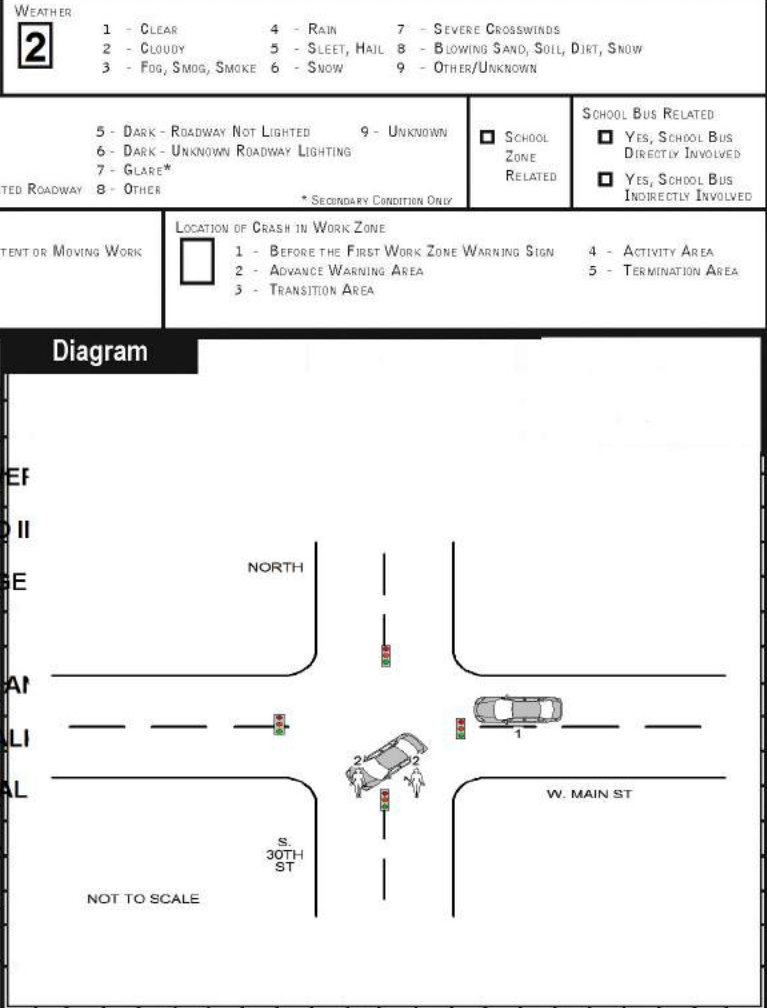 WEATHER
2
1 - CLEAR
2 - CLOUDY
3 - FOG, SMOG, SMOKE
4 - RAIN
5 - SLEET, HAIL
6 - SNOW
7 - SEVERE CROSSWINDS
8 - BLOWING SAND, SOIL, DIRT, SNOW
9 - OTHER/UNKNOWN
TED ROADWAY
5 - DARK - ROADWAY NOT LIGHTED
6 - DARK - UNKNOWN ROADWAY LIGHTING
7 - GLARE*
8 - OTHER
9 - UNKNOWN
* SECONDARY CONDITION ONLY
SCHOOL
ZONE
RELATED
SCHOOL BUS RELATED
YES, SCHOOL BUS
DIRECTLY INVOLVED
YES, SCHOOL BUS
INDIRECTLY INVOLVED
TENT OR MOVING WORK
LOCATION OF CRASH IN WORK ZONE
1 - BEFORE THE FIRST WORK ZONE WARNING SIGN
2 - ADVANCE WARNING AREA
3 - TRANSITION AREA
4 - ACTIVITY AREA
5 - TERMINATION AREA
Diagram
NORTH
1
2
2
W. MAIN ST
S.
30TH
ST
NOT TO SCALE